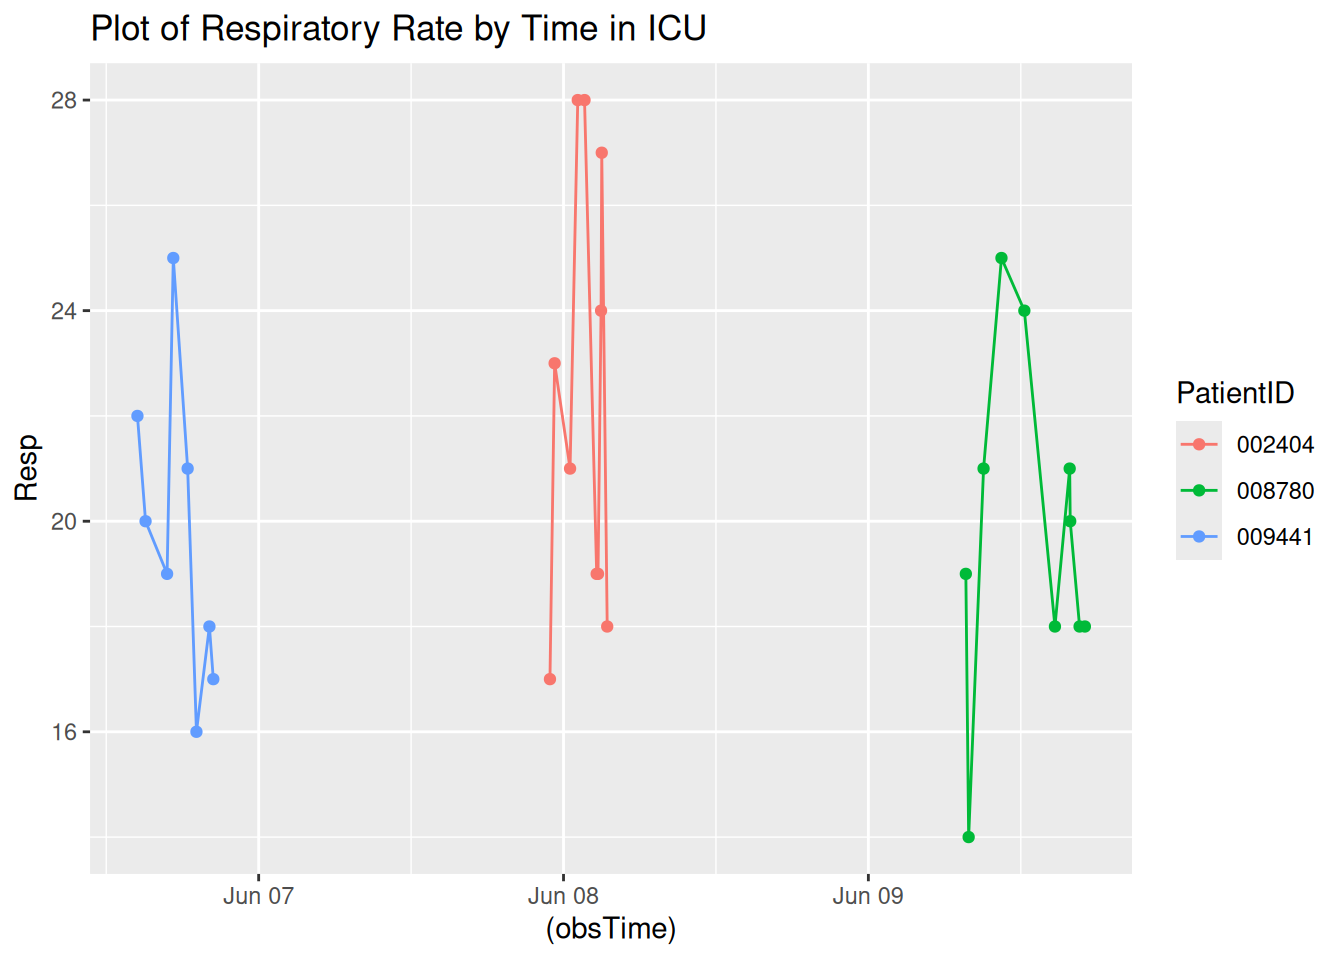 Plot of Respiratory Rate by Time in ICU
28
24
20
16
Resp
Jun 07
Jun 08
Jun 09
(obsTime)
PatientID
002404
008780
009441